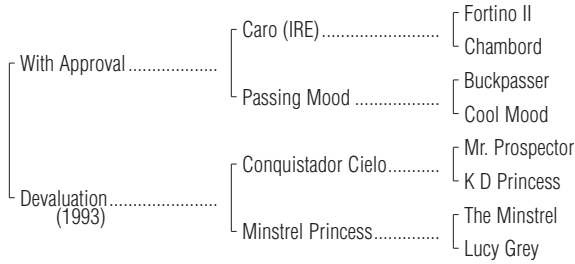 Fortino II
Caro (IRE)..............................
Chambord
With Approval.......................
Buckpasser
Passing Mood .....................
Cool Mood
Mr. Prospector
Conquistador Cielo.............
K D Princess
Devaluation............................
(1993)
The Minstrel
Minstrel Princess................
Lucy Grey